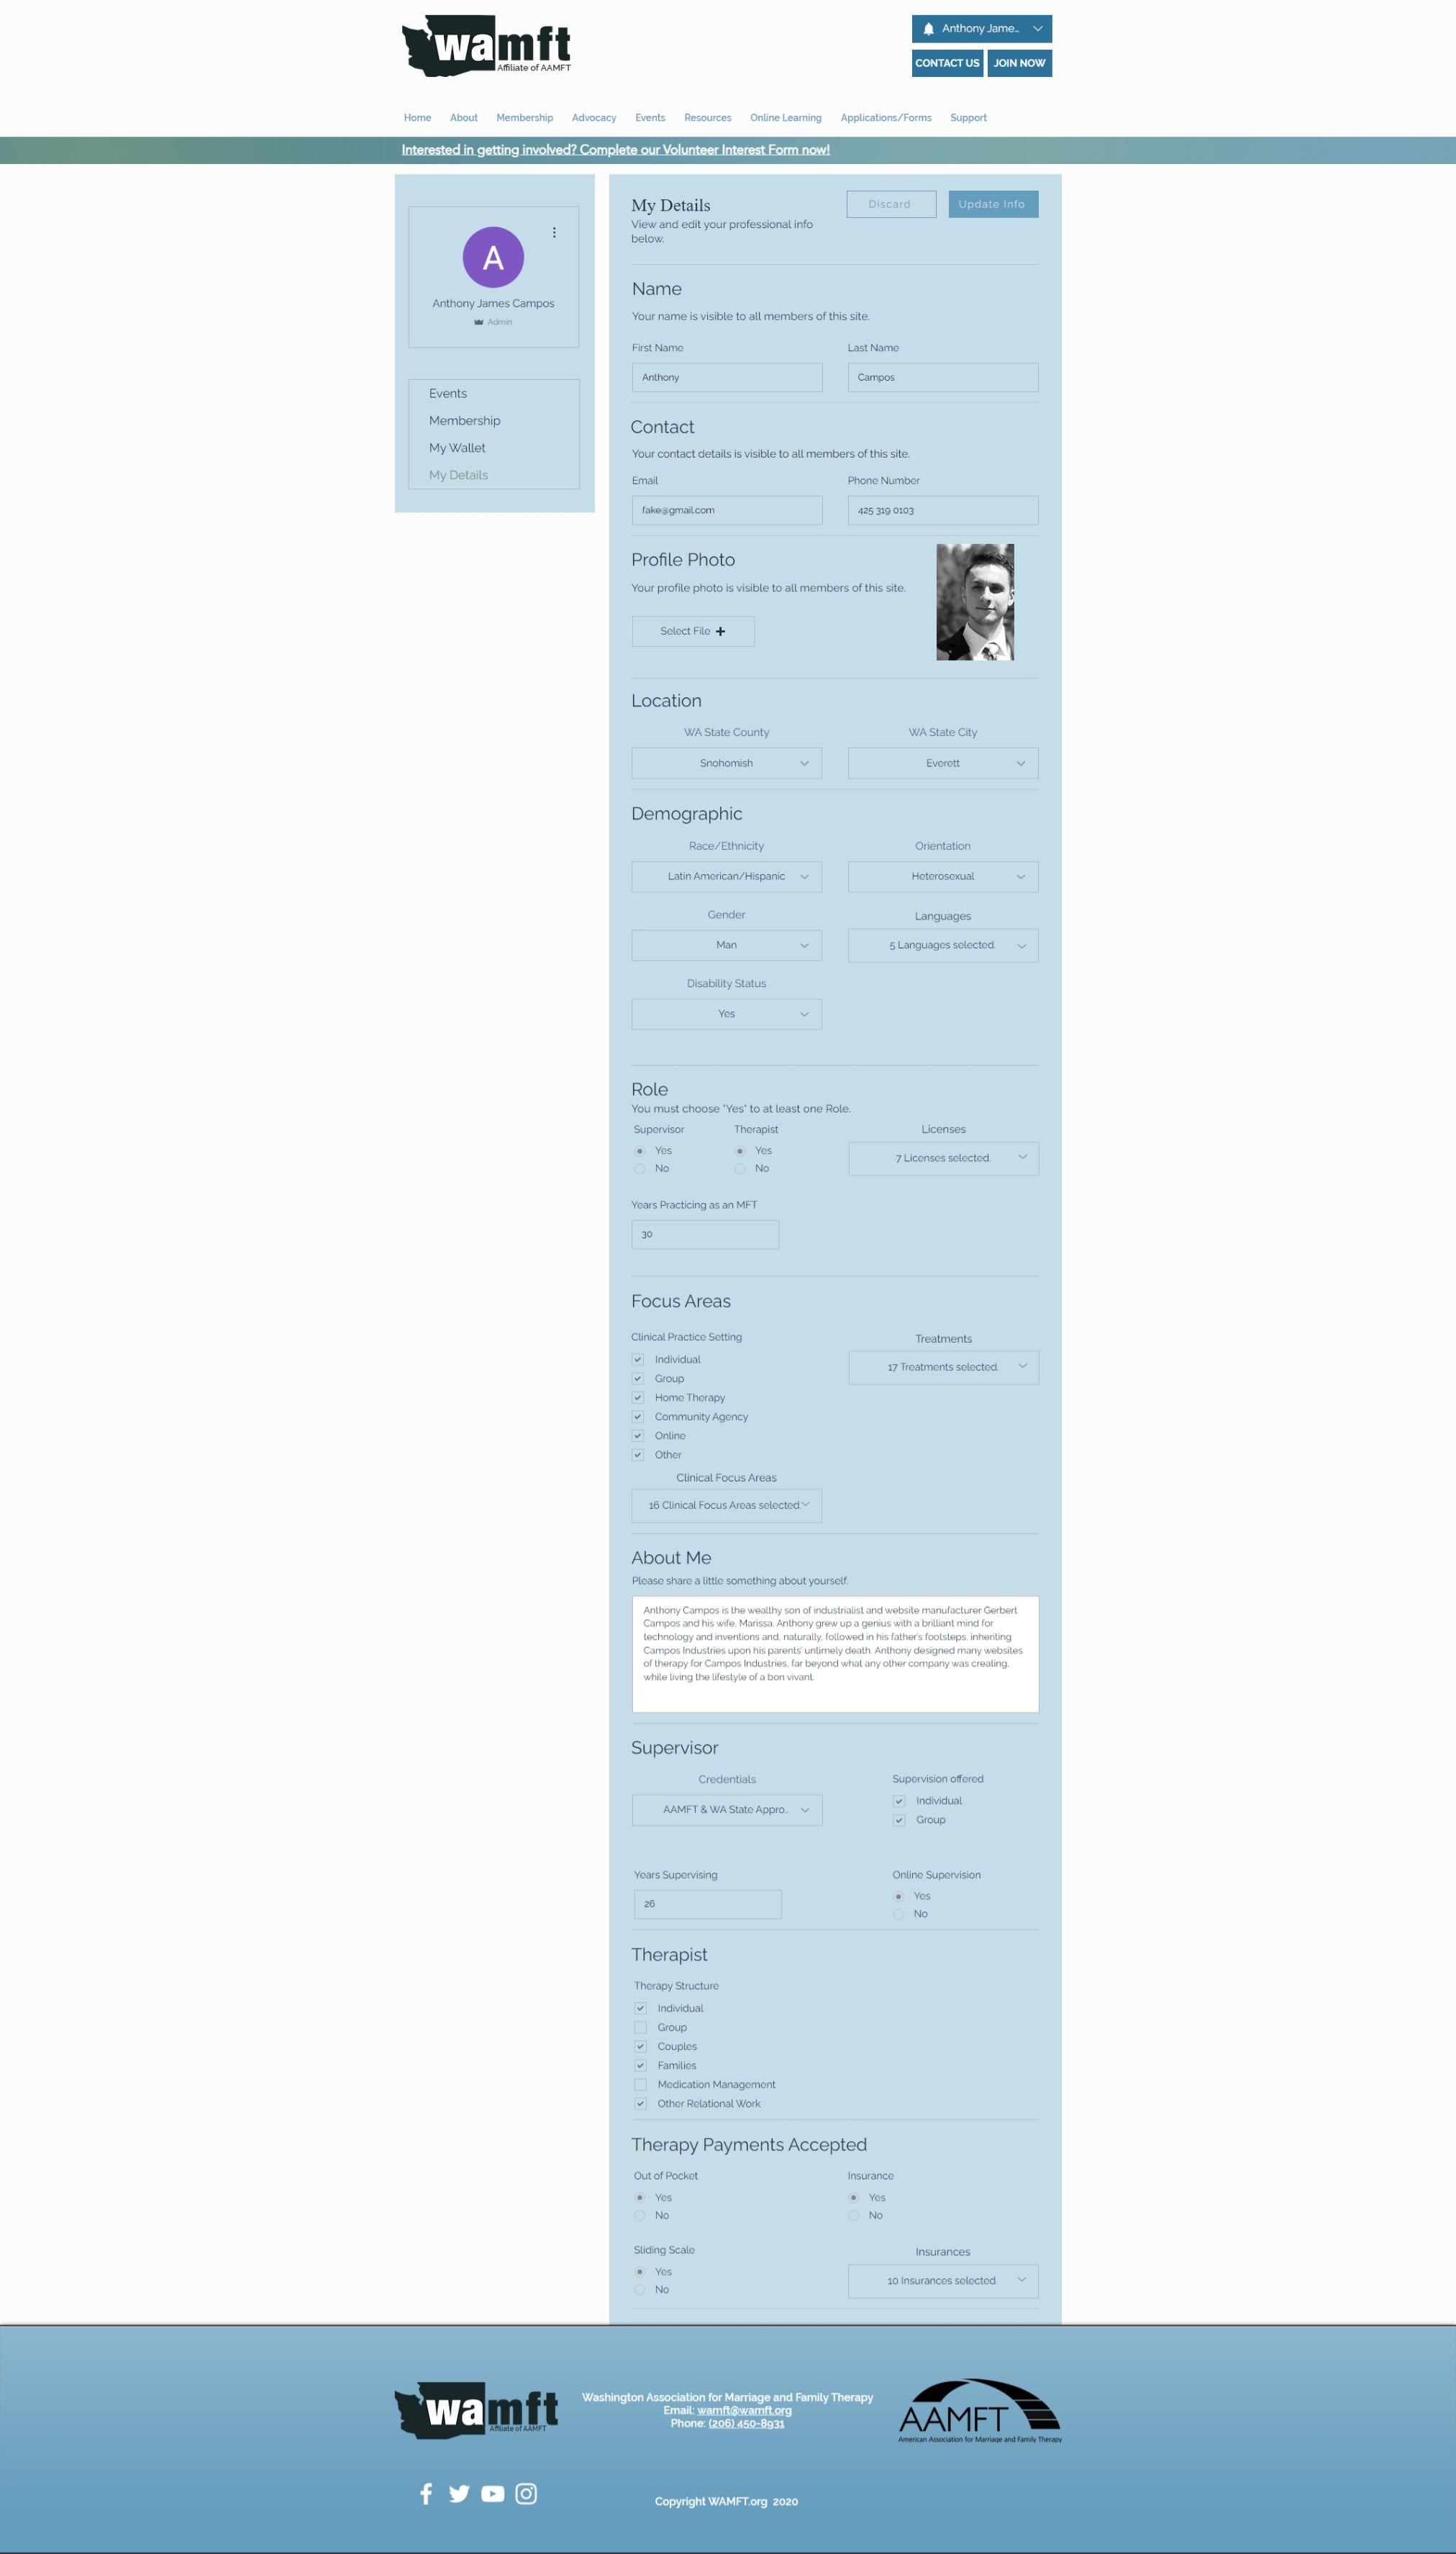 wamft
Affiliate of AAMFT
Anthony Jame...
CONTACT US
JOIN NOW
Home
About
Membership
Advocacy
Events
Resources
Online Learning
Applications/Forms
Support
Interested in getting involved? Complete our Volunteer Interest Form now!
A
Anthony James Campos
Admin
Events
Membership
My Wallet
My Details
My Details
Discard
Update Info
View and edit your professional info
below.
Name
Your name is visible to all members of this site.
First Name
Last Name
Anthony
Campos
Contact
Your contact details is visible to all members of this site.
Email
Phone Number
fake@gmail.com
425 319 0103
Profile Photo
Your profile photo is visible to all members of this site.
Select File +
Location
WA State County
WA State City
Snohomish
Everett
Demographic
Race/Ethnicity
Orientation
Latin American/Hispanic
Heterosexual
Gender
Languages
Man
5 Languages selected.
Disability Status
Yes
Role
You must choose "Yes" to at least one Role.
Supervisor
Therapist
Licenses
Yes
Yes
7 Licenses selected.
No
No
Years Practicing as an MFT
30
Focus Areas
Clinical Practice Setting
Treatments
Individual
17 Treatments selected.
Group
Home Therapy
Community Agency
Online
Other
Clinical Focus Areas
16 Clinical Focus Areas selected.
About Me
Please share a little something about yourself.
Anthony Campos is the wealthy son of industrialist and website manufacturer Gerbert
Campos and his wife, Marissa. Anthony grew up a genius with a brilliant mind for
technology and inventions and, naturally, followed in his father's footsteps, inheriting
Campos Industries upon his parents' untimely death. Anthony designed many websites
of therapy for Campos Industries, far beyond what any other company was creating,
while living the lifestyle of a bon vivant.
Supervisor
Credentials
Supervision offered
AAMFT & WA State Appro...
Individual
Group
Years Supervising
Online Supervision
26
Yes
No
Therapist
Therapy Structure
Individual
Group
Couples
Families
Medication Management
Other Relational Work
Therapy Payments Accepted
Out of Pocket
Insurance
Yes
Yes
No
No
Sliding Scale
Insurances
Yes
10 Insurances selected.
No
wamft
Affiliate of AAMFT
Washington Association for Marriage and Family Therapy
Email: wamft@wamft.org
Phone: (206) 450-8931
AAMFT
American Association for Marriage and Family Therapy
Copyright WAMFT.org 2020